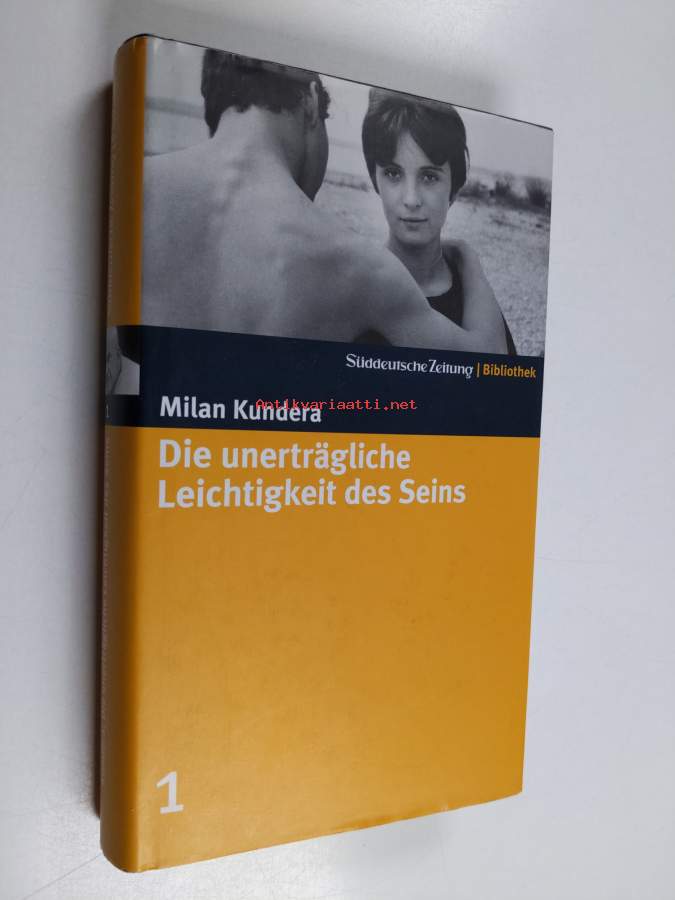 Süddeutsche Zeitung | Bibliothek
Antikvariaatti.net
Milan Kundera
Die unerträgliche
Leichtigkeit des Seins
1